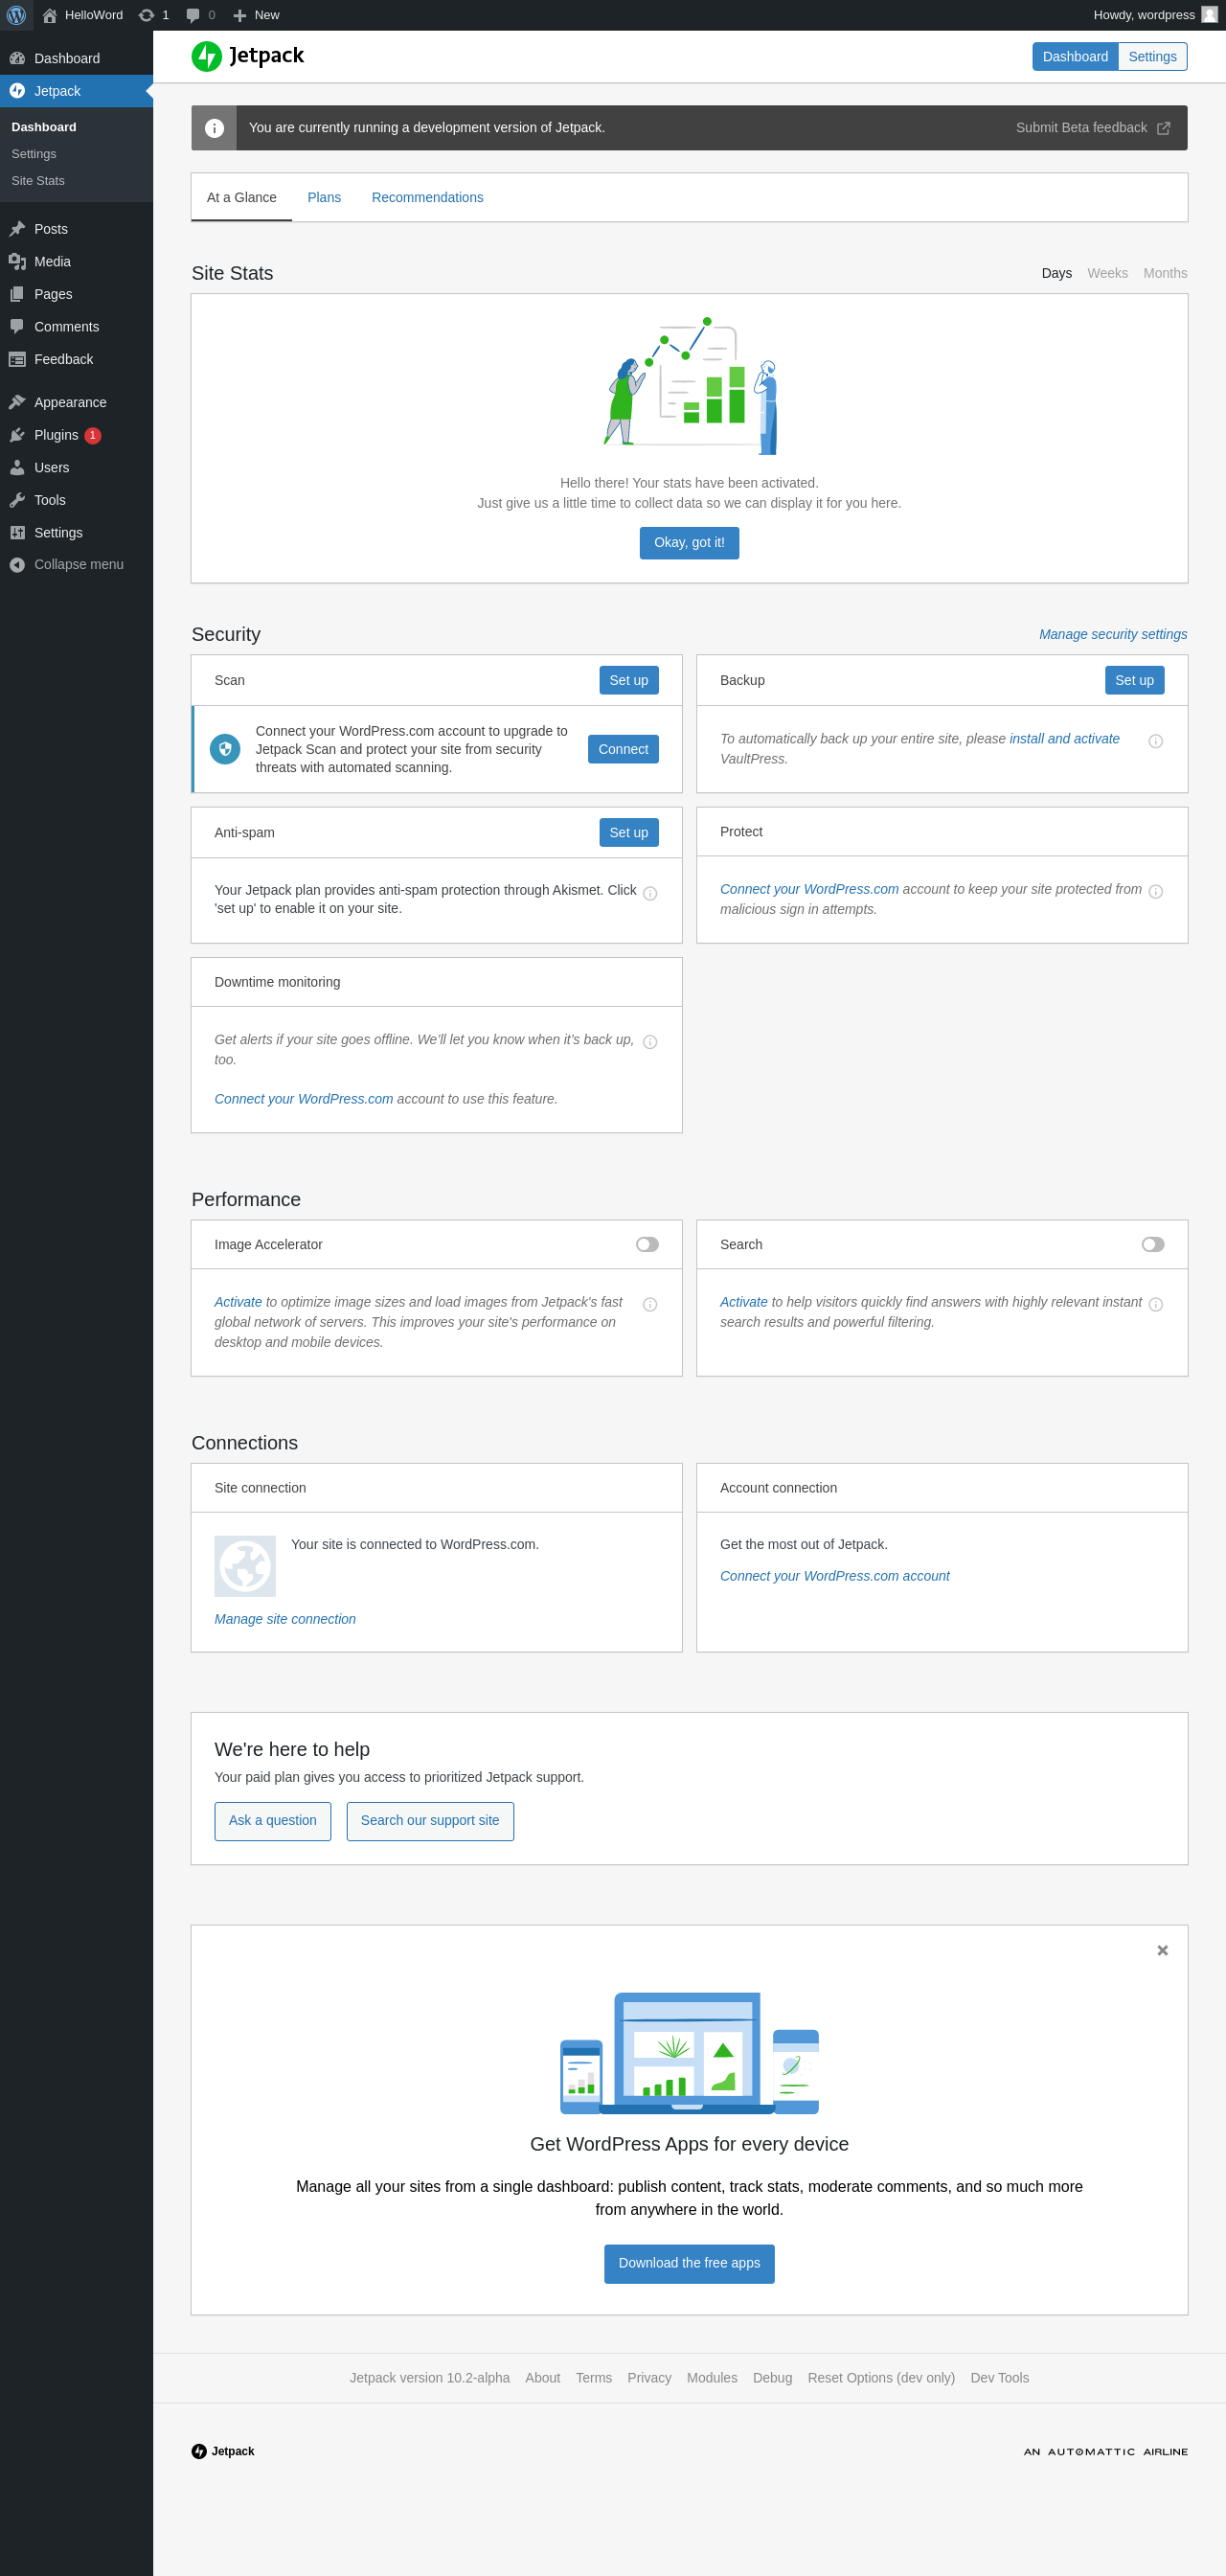 HelloWord 1 0 New Howdy, wordpress
Dashboard
Jetpack
Dashboard
Settings
Site Stats
Posts
Media
Pages
Comments
Feedback
Appearance
Plugins 1
Users
Tools
Settings
Collapse menu
Jetpack
Dashboard Settings
You are currently running a development version of Jetpack. Submit Beta feedback
At a Glance Plans Recommendations
Site Stats Days Weeks Months
Hello there! Your stats have been activated.
Just give us a little time to collect data so we can display it for you here.
Okay, got it!
Security Manage security settings
Scan Set up
Connect your WordPress.com account to upgrade to
Jetpack Scan and protect your site from security
threats with automated scanning.
Connect
Backup Set up
To automatically back up your entire site, please install and activate
VaultPress.
Anti-spam Set up
Your Jetpack plan provides anti-spam protection through Akismet. Click
'set up' to enable it on your site.
Protect
Connect your WordPress.com account to keep your site protected from
malicious sign in attempts.
Downtime monitoring
Get alerts if your site goes offline. We'll let you know when it's back up,
too.
Connect your WordPress.com account to use this feature.
Performance
Image Accelerator
Activate to optimize image sizes and load images from Jetpack's fast
global network of servers. This improves your site's performance on
desktop and mobile devices.
Search
Activate to help visitors quickly find answers with highly relevant instant
search results and powerful filtering.
Connections
Site connection
Your site is connected to WordPress.com.
Manage site connection
Account connection
Get the most out of Jetpack.
Connect your WordPress.com account
We're here to help
Your paid plan gives you access to prioritized Jetpack support.
Ask a question Search our support site
Get WordPress Apps for every device
Manage all your sites from a single dashboard: publish content, track stats, moderate comments, and so much more
from anywhere in the world.
Download the free apps
Jetpack version 10.2-alpha About Terms Privacy Modules Debug Reset Options (dev only) Dev Tools
Jetpack AN AUTOMATTIC AIRLINE